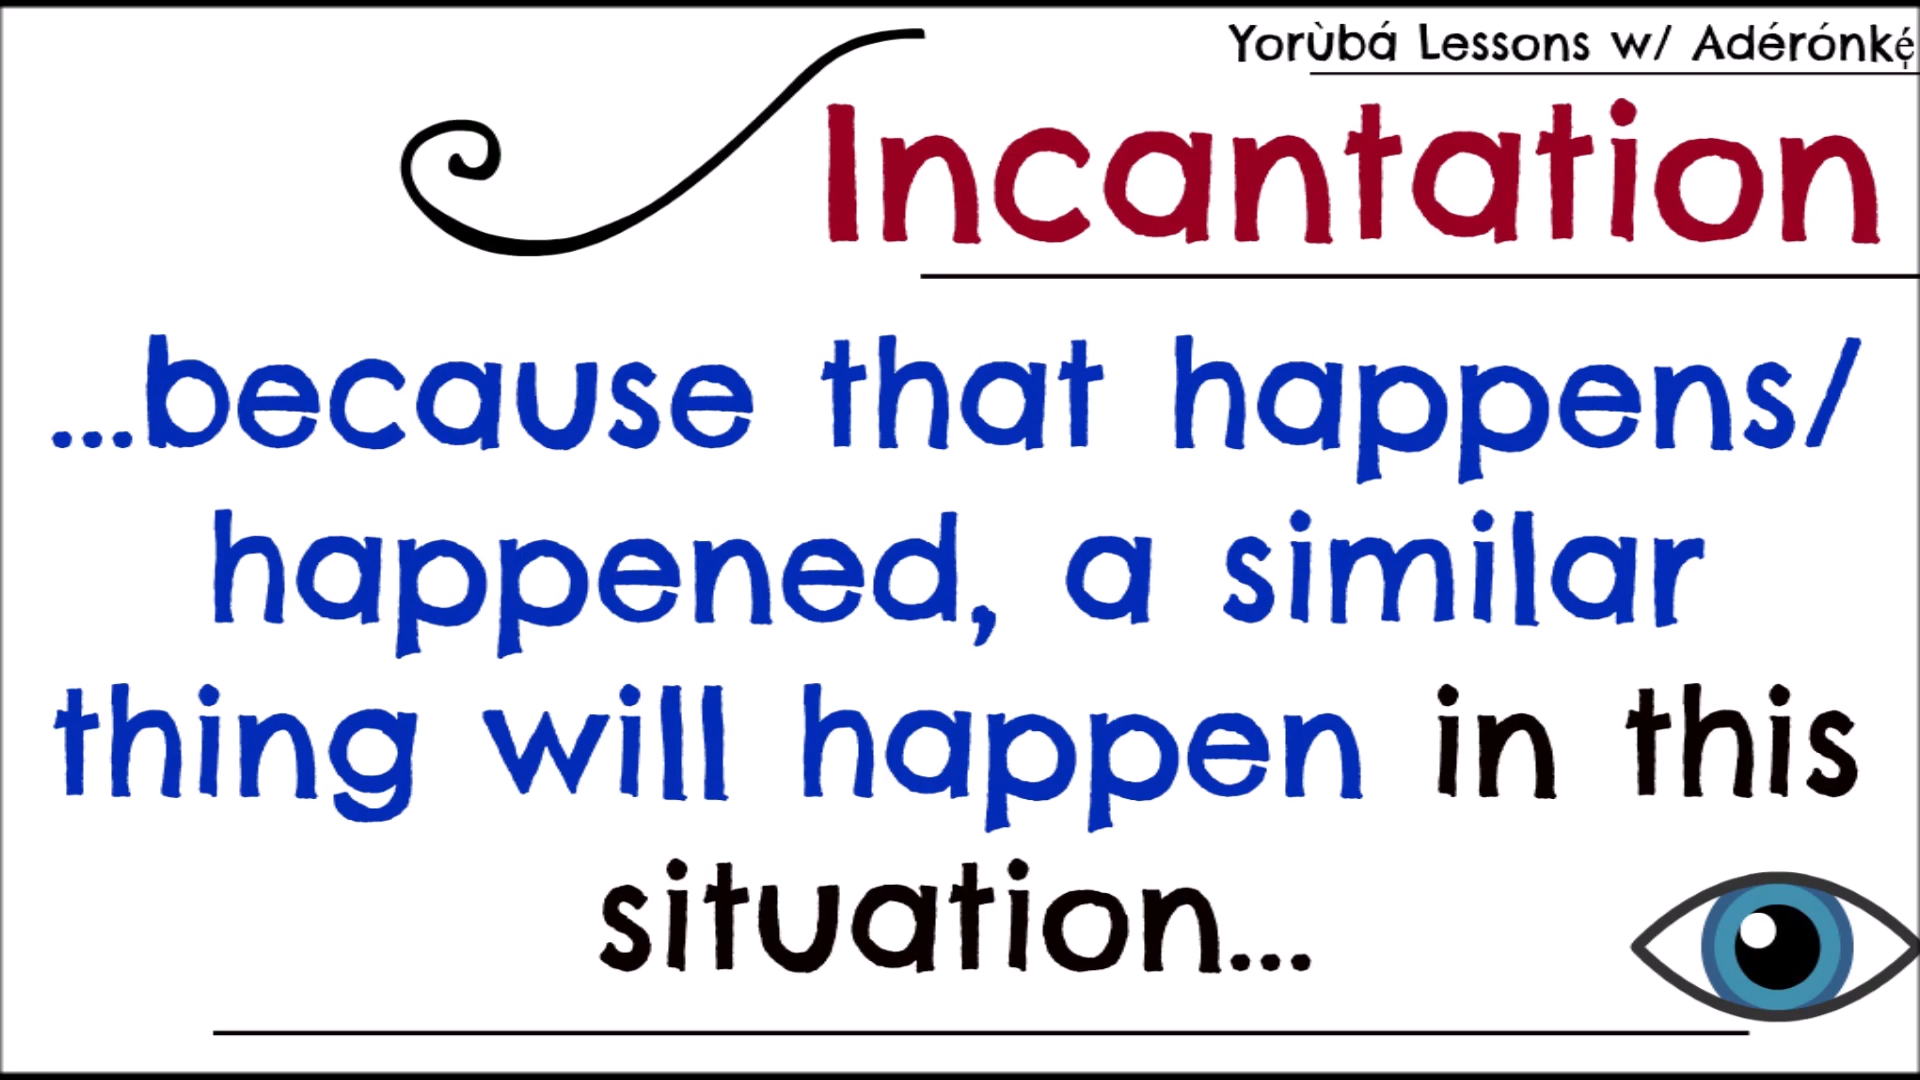 Yorùbá Lessons w/ Adérónkẹ́
Incantation
...because that happens/
happened, a similar
thing will happen in this
situation...